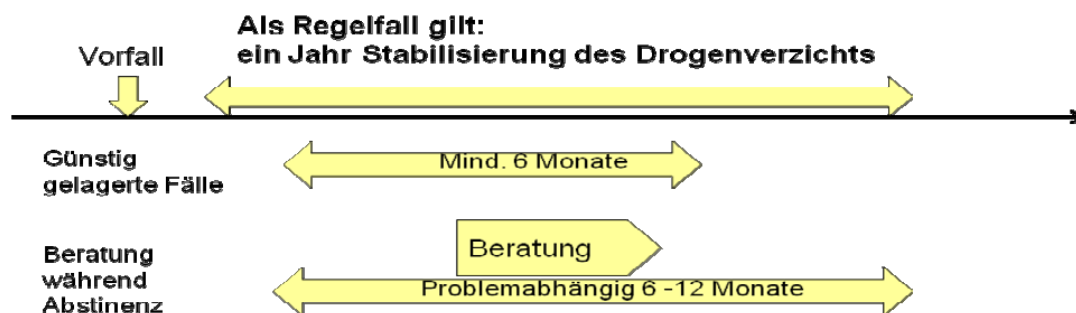 Als Regelfall gilt:
ein Jahr Stabilisierung des Drogenverzichts
Vorfall
Günstig
gelagerte Fälle
Mind. 6 Monate
Beratung
während
Abstinenz
Beratung
Problemabhängig 6 -12 Monate